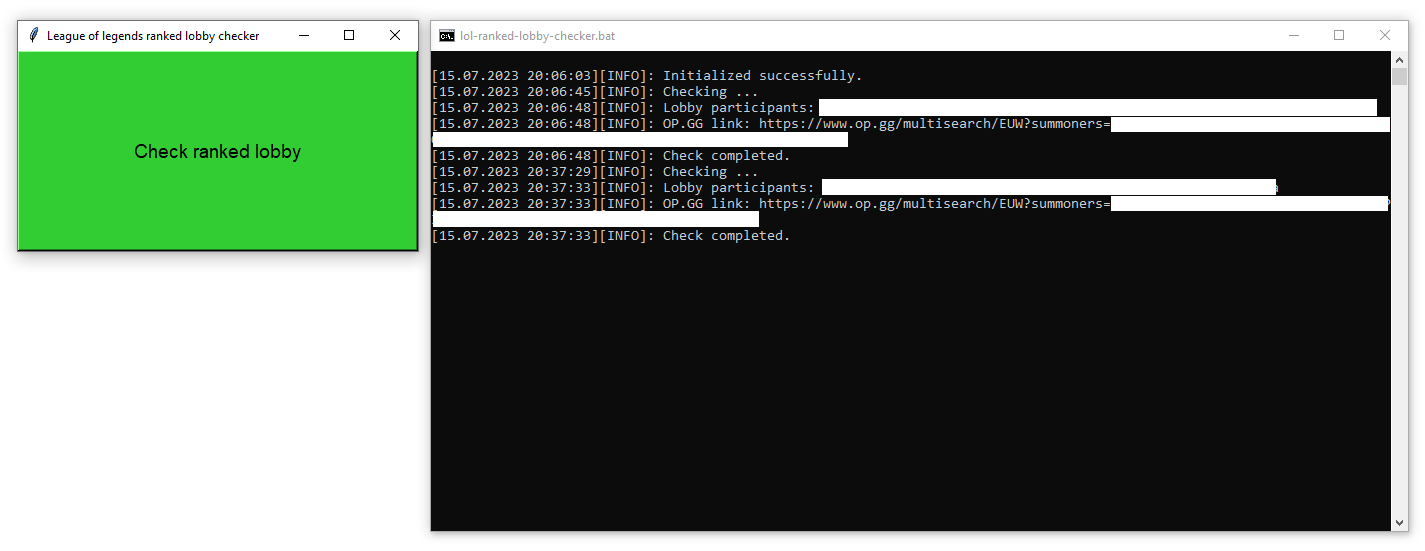 League of legends ranked lobby checker
Check ranked lobby
lol-ranked-lobby-checker.bat
[15.07.2023 20:06:03][INFO]: Initialized successfully.
[15.07.2023 20:06:45][INFO]: Checking ...
[15.07.2023 20:06:48][INFO]: Lobby participants:
[15.07.2023 20:06:48][INFO]: OP.GG link: https://www.op.gg/multisearch/EUW?summoners=
[15.07.2023 20:06:48][INFO]: Check completed.
[15.07.2023 20:37:29][INFO]: Checking ...
[15.07.2023 20:37:33][INFO]: Lobby participants:
[15.07.2023 20:37:33][INFO]: OP.GG link: https://www.op.gg/multisearch/EUW?summoners=
[15.07.2023 20:37:33][INFO]: Check completed.